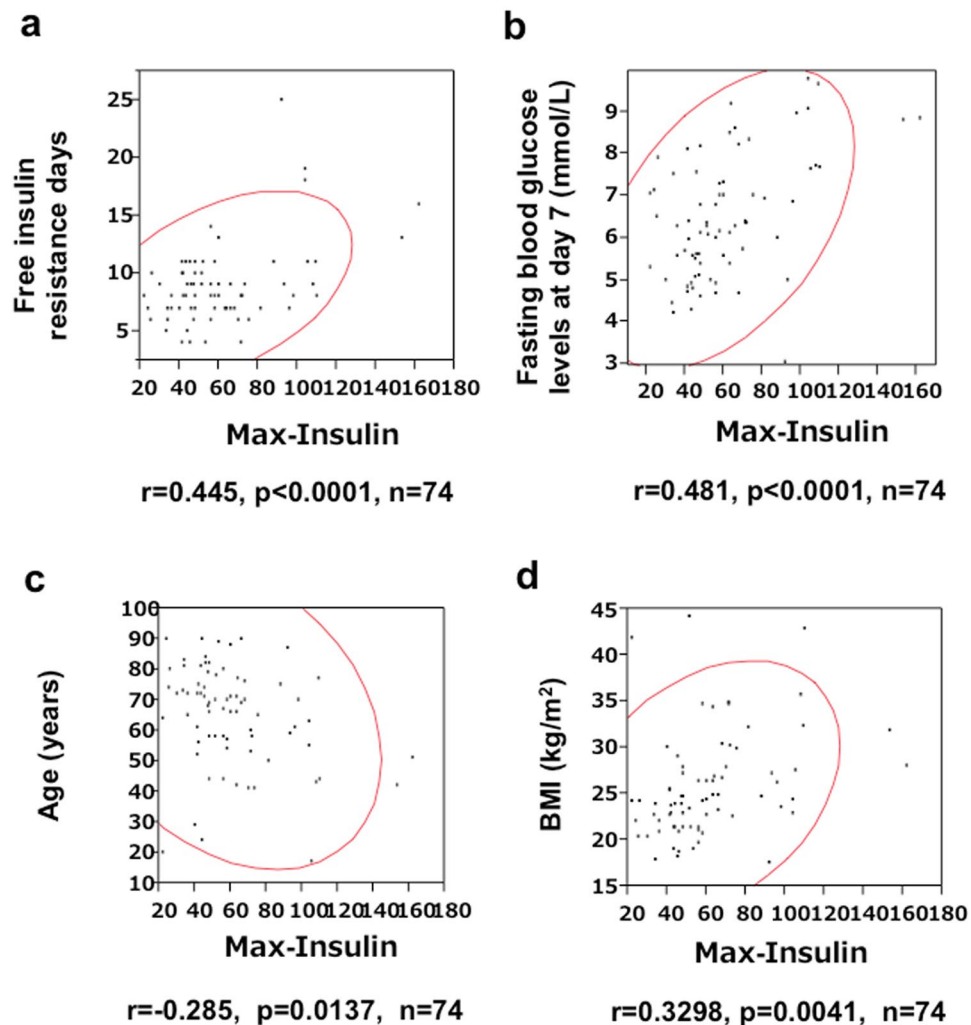 a
Free insulin
resistance days
25
20
15
10
5
20 40 60 80 100 120 140 160 180
Max-Insulin
r=0.445, p<0.0001, n=74
b
Fasting blood glucose
levels at day 7 (mmol/L)
9
8
7
6
5
4
3
20 40 60 80 100 120 140 160
Max-Insulin
r=0.481, p<0.0001, n=74
c
Age (years)
100
90
80
70
60
50
40
30
20
10
20 40 60 80 100 120 140 160 180
Max-Insulin
r=-0.285, p=0.0137, n=74
d
BMI (kg/m²)
45
40
35
30
25
20
15
20 40 60 80 100 120 140 160 180
Max-Insulin
r=0.3298, p=0.0041, n=74